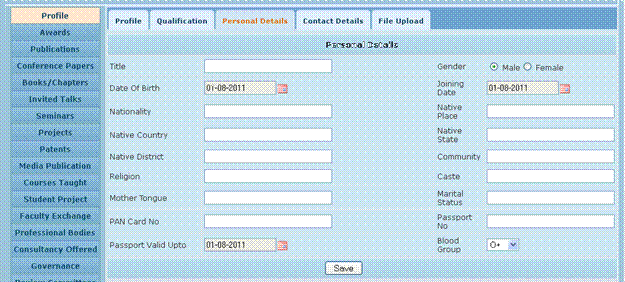 Profile
Awards
Publications
Conference Papers
Books/Chapters
Invited Talks
Seminars
Projects
Patents
Media Publication
Courses Taught
Student Project
Faculty Exchange
Professional Bodies
Consultancy Offered
Governance
Profile Qualification Personal Details Contact Details File Upload
Personal Details
Title Gender Male Female
Date Of Birth 01-08-2011 Joining Date 01-08-2011
Nationality Native Place
Native Country Native State
Native District Community
Religion Caste
Mother Tongue Marital Status
PAN Card No Passport No
Passport Valid Upto 01-08-2011 Blood Group O+
Save